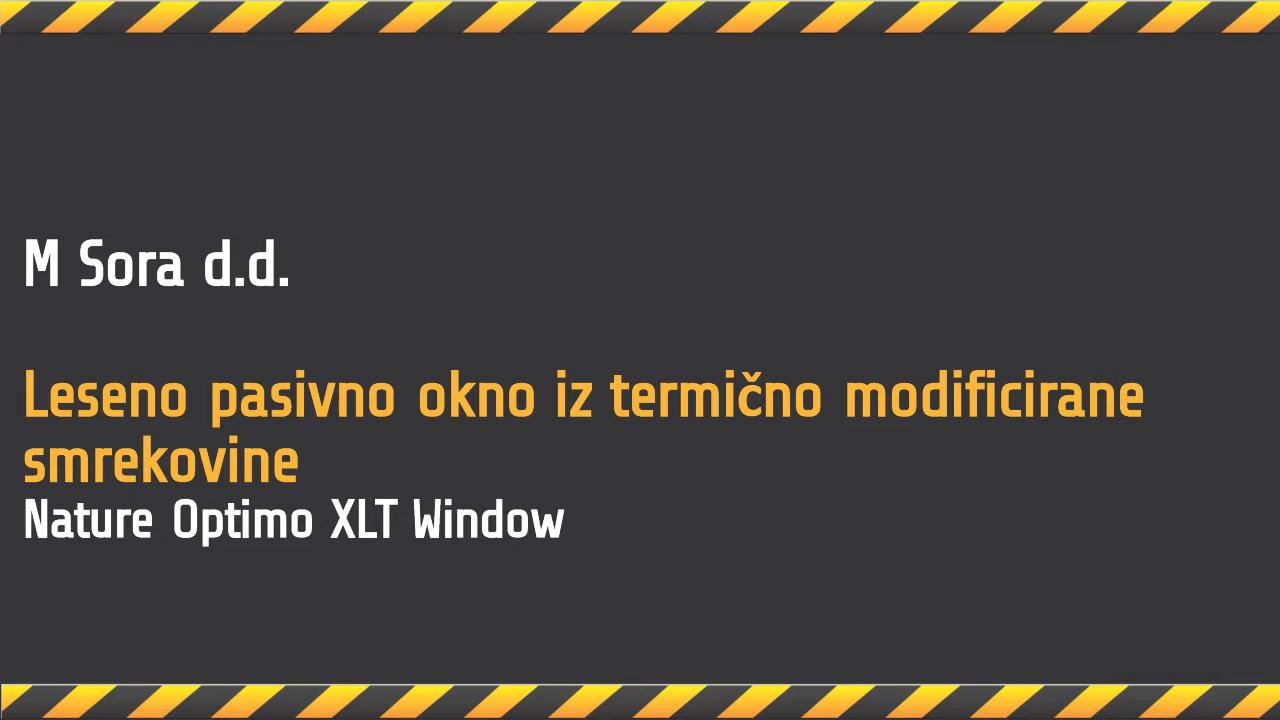 M Sora d.d.
Leseno pasivno okno iz termično modificirane
smrekovine
Nature Optimo XLT Window